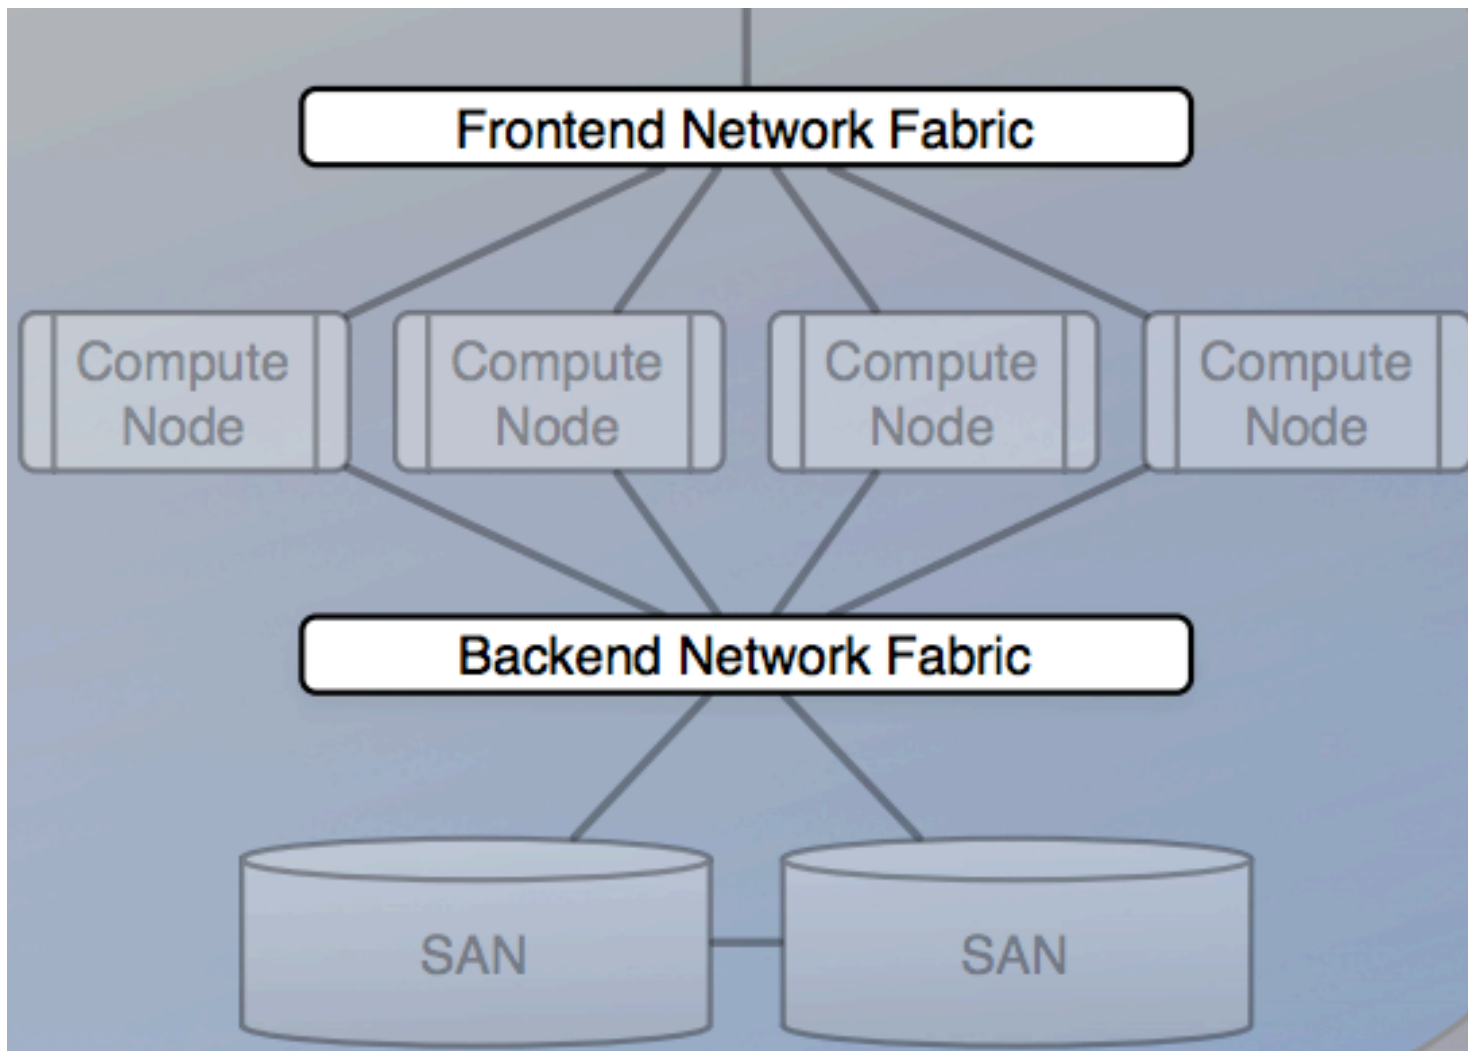 Frontend Network Fabric
Compute Compute Compute Compute
Node Node Node Node
Backend Network Fabric
SAN SAN